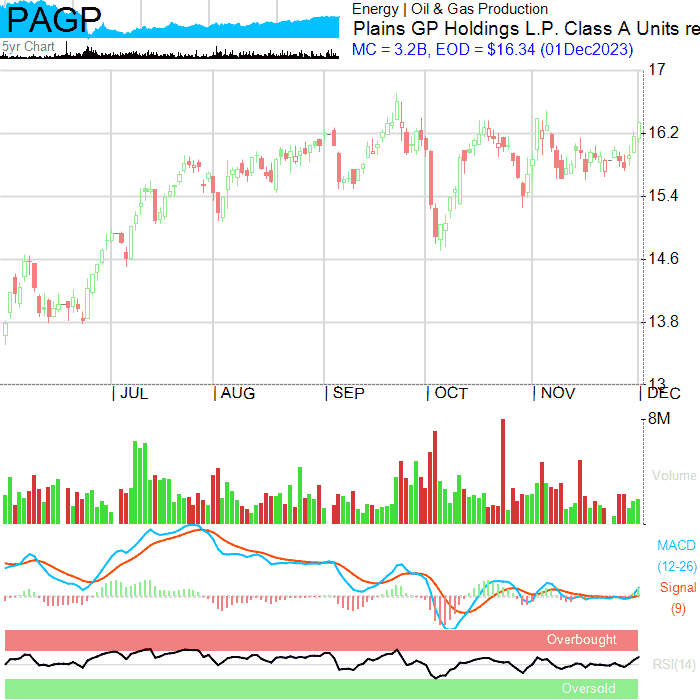 PAGP
5yr Chart
Energy | Oil & Gas Production
Plains GP Holdings L.P. Class A Units re
MC = 3.2B, EOD = $16.34 (01Dec2023)
17
16.2
15.4
14.6
13.8
13
JUL AUG SEP OCT NOV DEC
8M
Volume
MACD
(12-26)
Signal
(9)
Overbought
RSI(14)
Oversold